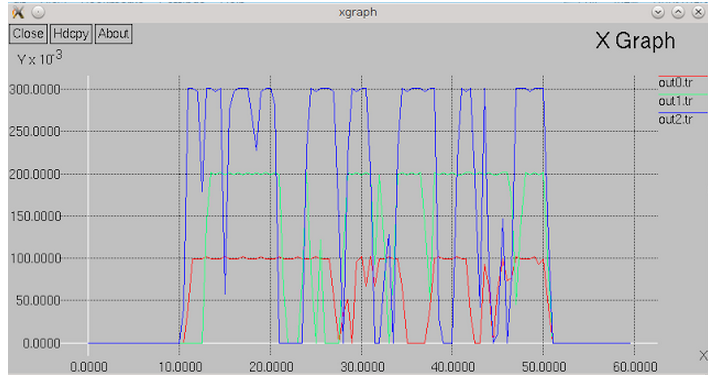 xgraph
Close Hdcpy About
X Graph
Y x 10-3
300.0000
250.0000
200.0000
150.0000
100.0000
50.0000
0.0000
out0.tr
out1.tr
out2.tr
X
0.0000 10.0000 20.0000 30.0000 40.0000 50.0000 60.0000